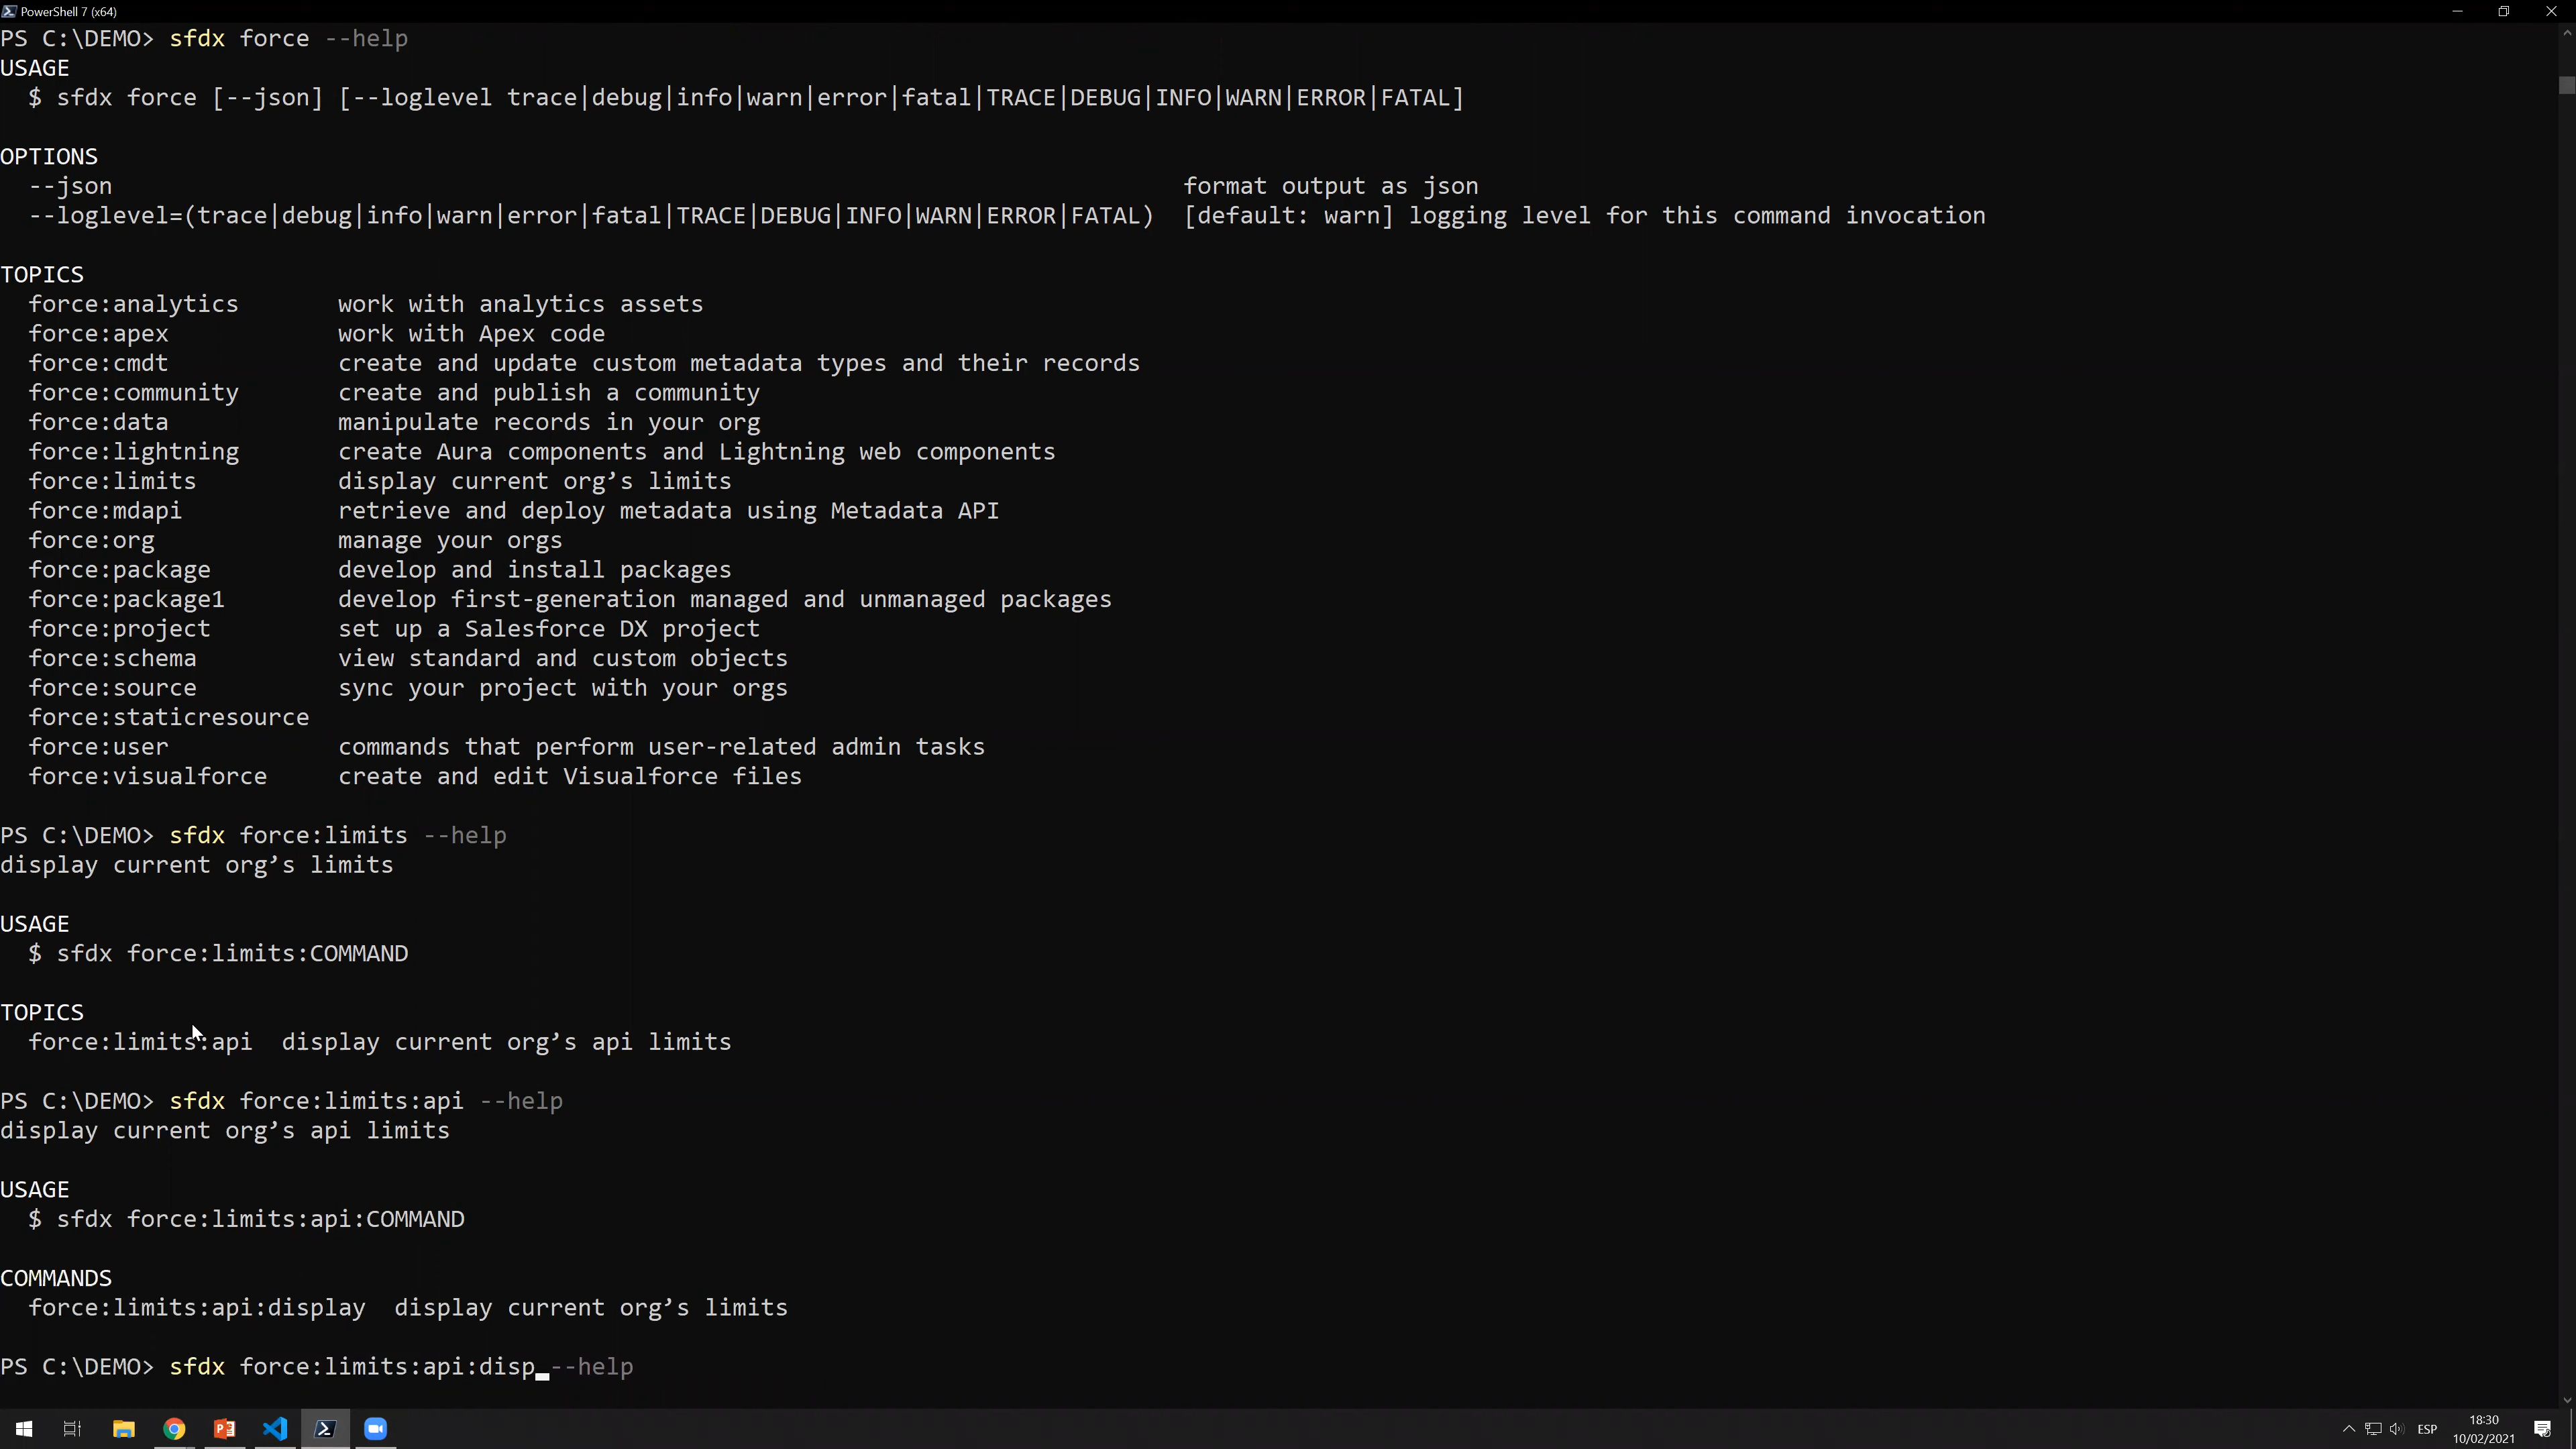 PowerShell 7 (x64)
PS C:\DEMO> sfdx force --help
USAGE
$ sfdx force [--json] [--loglevel trace|debug|info|warn|error|fatal|TRACE|DEBUG|INFO|WARN|ERROR|FATAL]
OPTIONS
--json format output as json
--loglevel=(trace|debug|info|warn|error|fatal|TRACE|DEBUG|INFO|WARN|ERROR|FATAL) [default: warn] logging level for this command invocation
TOPICS
force:analytics work with analytics assets
force:apex work with Apex code
force:cmdt create and update custom metadata types and their records
force:community create and publish a community
force:data manipulate records in your org
force:lightning create Aura components and Lightning web components
force:limits display current org’s limits
force:mdapi retrieve and deploy metadata using Metadata API
force:org manage your orgs
force:package develop and install packages
force:package1 develop first-generation managed and unmanaged packages
force:project set up a Salesforce DX project
force:schema view standard and custom objects
force:source sync your project with your orgs
force:staticresource
force:user commands that perform user-related admin tasks
force:visualforce create and edit Visualforce files
PS C:\DEMO> sfdx force:limits --help
display current org’s limits
USAGE
$ sfdx force:limits:COMMAND
TOPICS
force:limits:api display current org’s api limits
PS C:\DEMO> sfdx force:limits:api --help
display current org’s api limits
USAGE
$ sfdx force:limits:api:COMMAND
COMMANDS
force:limits:api:display display current org’s limits
PS C:\DEMO> sfdx force:limits:api:disp --help
ESP
18:30
10/02/2021